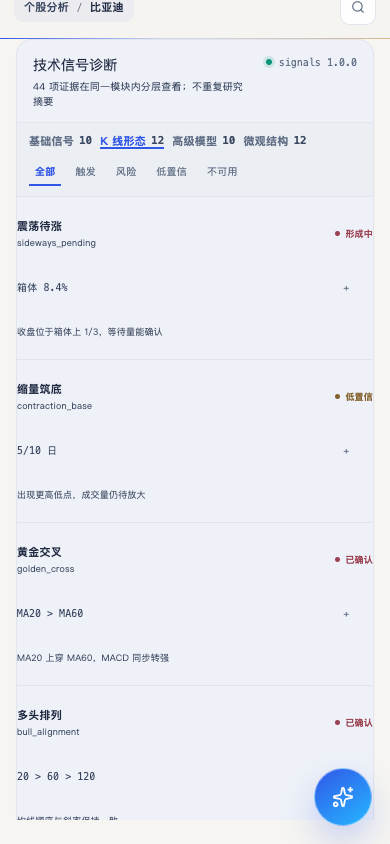 个股分析 / 比亚迪
技术信号诊断
signals 1.0.0
44 项证据在同一模块内分层查看；不重复研究
摘要
基础信号 10 K 线形态 12 高级模型 10 微观结构 12
全部 触发 风险 低置信 不可用
震荡待涨
sideways_pending
形成中
箱体 8.4%
+
收盘位于箱体上 1/3，等待量能确认
缩量筑底
contraction_base
低置信
5/10 日
+
出现更高低点，成交量仍待放大
黄金交叉
golden_cross
已确认
MA20 > MA60
+
MA20 上穿 MA60，MACD 同步转强
多头排列
bull_alignment
已确认
20 > 60 > 120